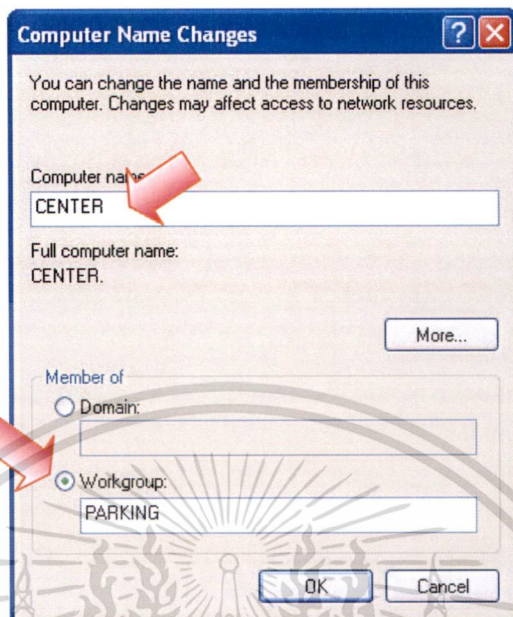 Computer Name Changes
You can change the name and the membership of this
computer. Changes may affect access to network resources.
Computer name:
CENTER
Full computer name:
CENTER.
More...
Member of
Domain:
Workgroup:
PARKING
OK
Cancel